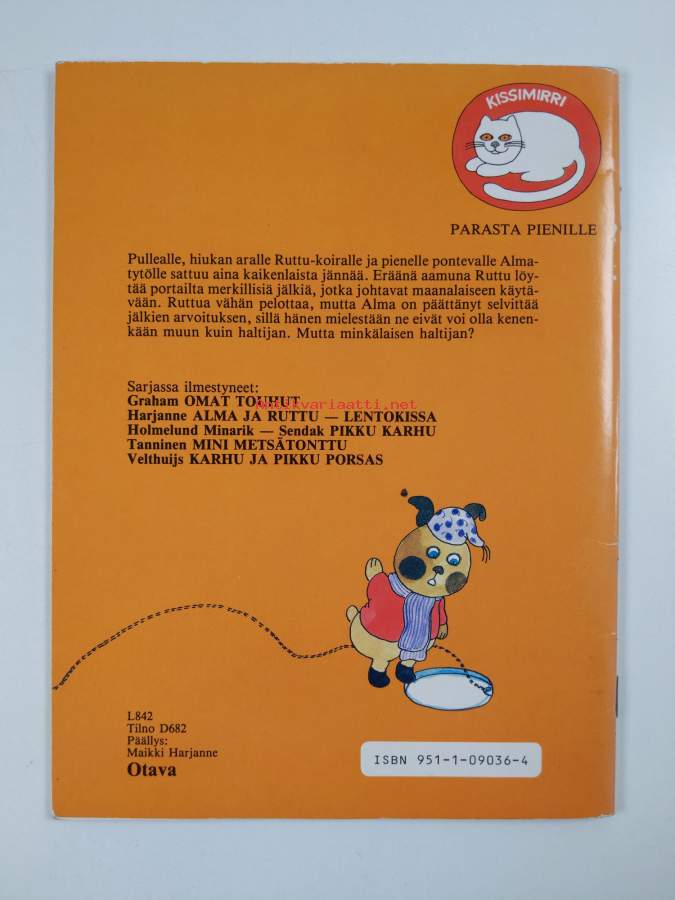 KISSIMIRRI
PARASTA PIENILLE
Pullealle, hiukan aralle Ruttu-koiralle ja pienelle pontevalle Alma-
tytölle sattuu aina kaikenlaista jännää. Eräänä aamuna Ruttu löy-
tää portailta merkillisiä jälkiä, jotka johtavat maanalaiseen käytä-
vään. Ruttua vähän pelottaa, mutta Alma on päättänyt selvittää
jälkien arvoituksen, sillä hänen mielestään ne eivät voi olla kenen-
kään muun kuin haltijan. Mutta minkälaisen haltijan?
Sarjassa ilmestyneet:
Graham OMAT TOUHUT
Antikvariaatti.net
Harjanne ALMA JA RUTTU — LENTOKISSA
Holmelund Minarik — Sendak PIKKU KARHU
Tanninen MINI METSÄTONTTU
Velthuijs KARHU JA PIKKU PORSAS
L842
Tilno D682
Päällys:
Maikki Harjanne
Otava
ISBN 951-1-09036-4